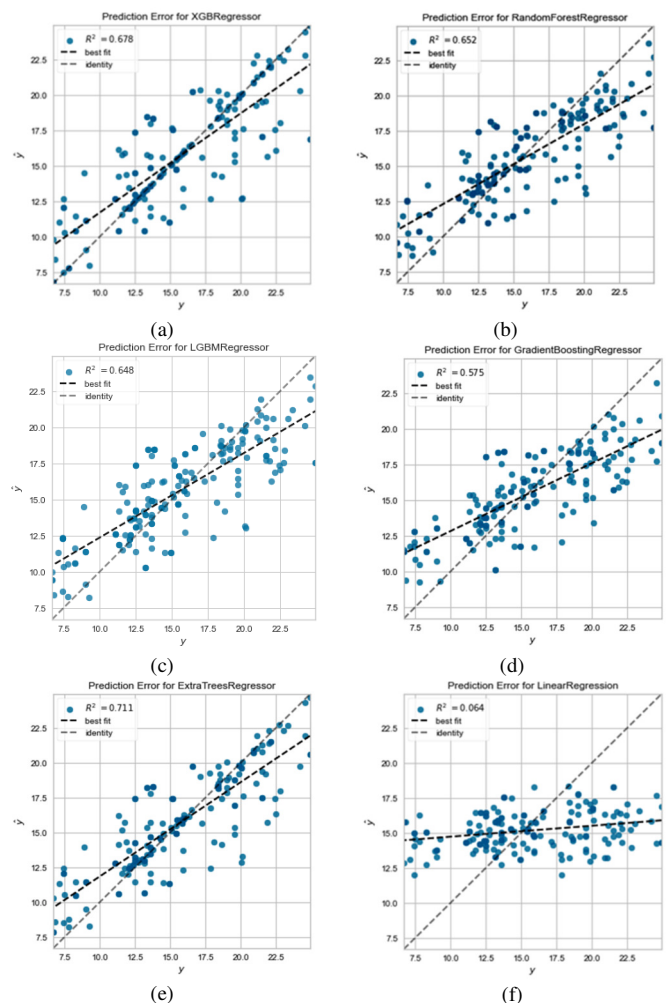 Prediction Error for XGBRegressor
R² = 0.678
best fit
identity
22.5
20.0
17.5
15.0
12.5
10.0
7.5
ŷ
7.5 10.0 12.5 15.0 17.5 20.0 22.5
y
(a)
Prediction Error for RandomForestRegressor
R² = 0.652
best fit
identity
22.5
20.0
17.5
15.0
12.5
10.0
7.5
ŷ
7.5 10.0 12.5 15.0 17.5 20.0 22.5
y
(b)
Prediction Error for LGBMRegressor
R² = 0.648
best fit
identity
22.5
20.0
17.5
15.0
12.5
10.0
7.5
ŷ
7.5 10.0 12.5 15.0 17.5 20.0 22.5
y
(c)
Prediction Error for GradientBoostingRegressor
R² = 0.575
best fit
identity
22.5
20.0
17.5
15.0
12.5
10.0
7.5
ŷ
7.5 10.0 12.5 15.0 17.5 20.0 22.5
y
(d)
Prediction Error for ExtraTreesRegressor
R² = 0.711
best fit
identity
22.5
20.0
17.5
15.0
12.5
10.0
7.5
ŷ
7.5 10.0 12.5 15.0 17.5 20.0 22.5
y
(e)
Prediction Error for LinearRegression
R² = 0.064
best fit
identity
22.5
20.0
17.5
15.0
12.5
10.0
7.5
ŷ
7.5 10.0 12.5 15.0 17.5 20.0 22.5
y
(f)